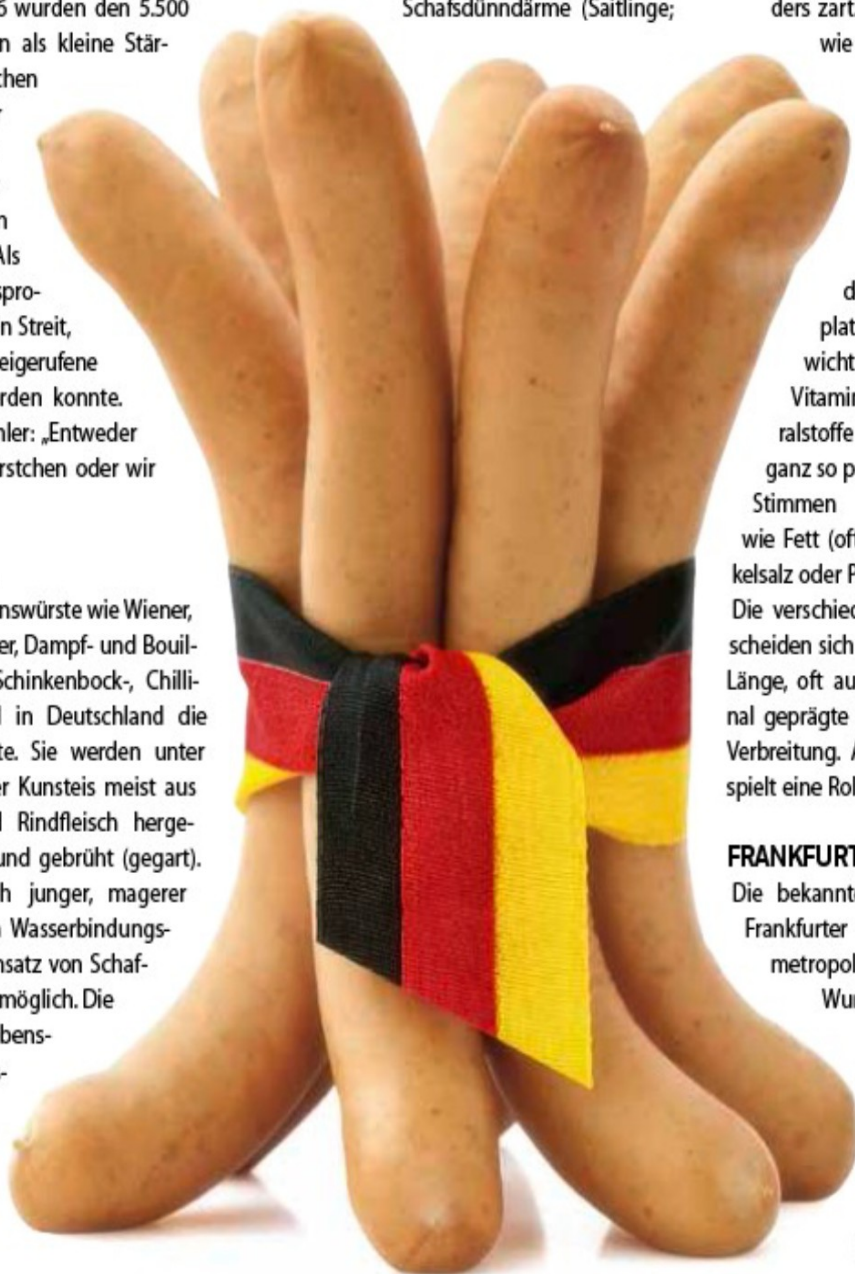 6 wurden den 5.500
n als kleine Stär-
chen
n
Als
spro-
n Streit,
eigerufene
rden konnte.
nler: „Entweder
rstchen oder wir
nswürste wie Wiener,
er, Dampf- und Bouil-
Schinkenbock-, Chilli-
l in Deutschland die
te. Sie werden unter
er Kunsteis meist aus
l Rindfleisch herge-
und gebrüht (gegart).
h junger, magerer
n Wasserbindungs-
nsatz von Schaf-
möglich. Die
bens-
-
Schafsdünndärme (Saitlinge;
ders zart
wie
d
plat
wicht
Vitamin
ralstoffe
ganz so p
Stimmen
wie Fett (of
kelsalz oder P
Die verschied
scheiden sich
Länge, oft au
nal geprägte
Verbreitung. A
spielt eine Rol
FRANKFURT
Die bekannt
Frankfurter
metropol
Wu